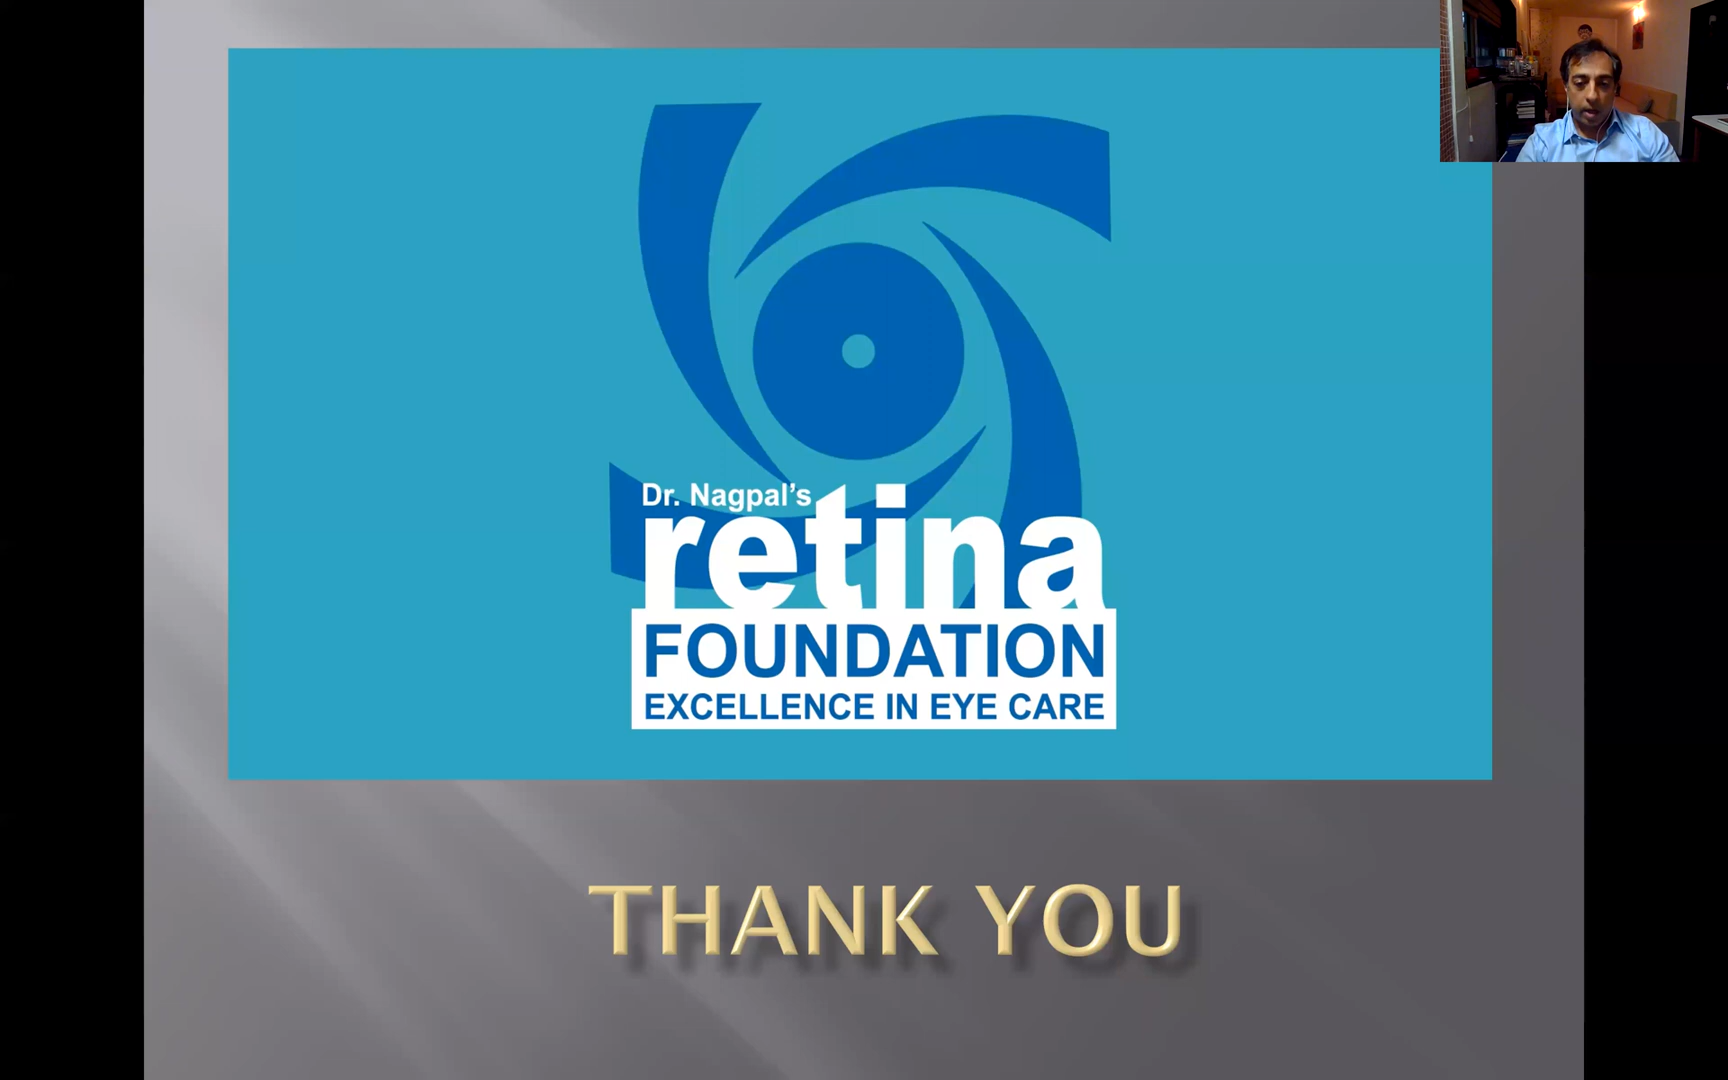 Dr. Nagpal's
retina
FOUNDATION
EXCELLENCE IN EYE CARE
THANK YOU